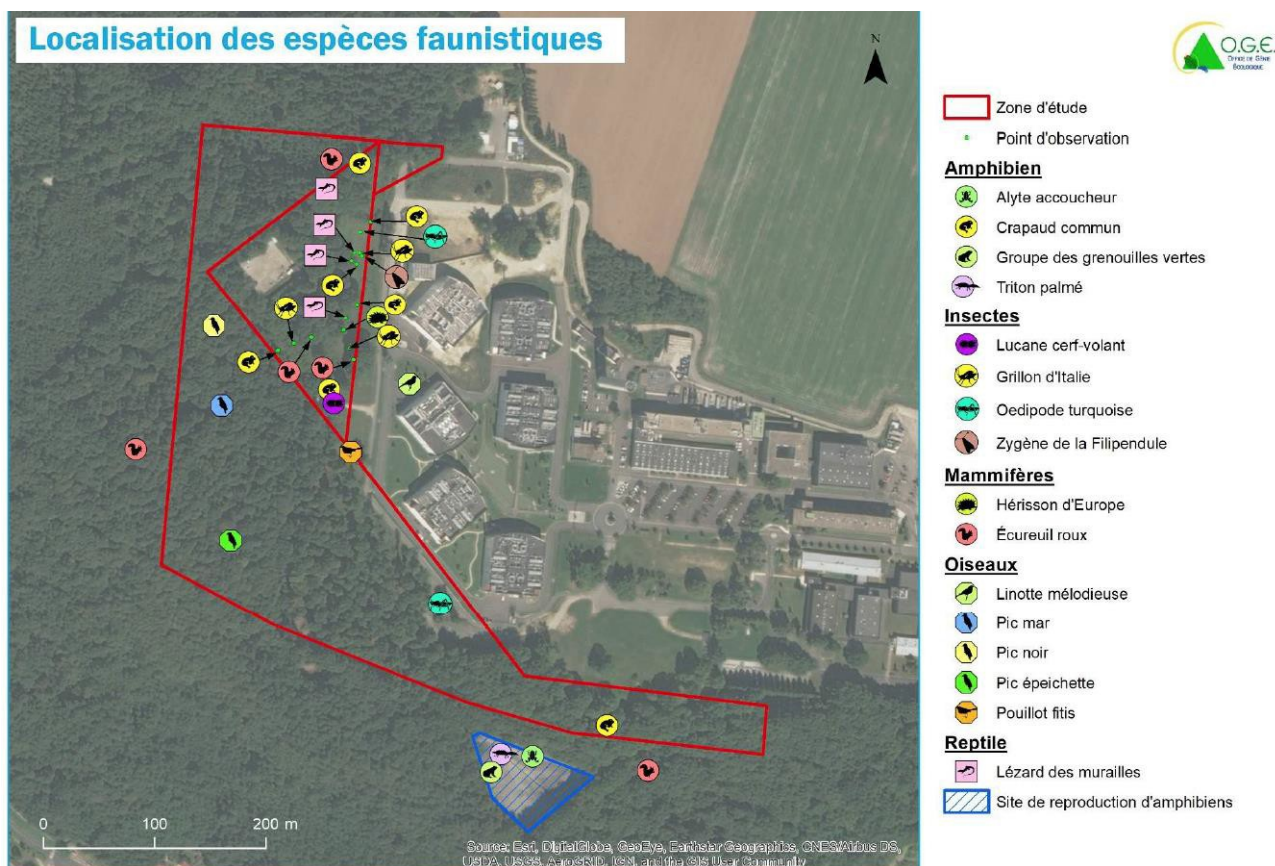 Localisation des espèces faunistiques
N
O.G.E.
OFFICE DE GÉNIE
ÉCOLOGIQUE
Zone d'étude
Point d'observation
Amphibien
Alyte accoucheur
Crapaud commun
Groupe des grenouilles vertes
Triton palmé
Insectes
Lucane cerf-volant
Grillon d'Italie
Oedipode turquoise
Zygène de la Filipendule
Mammifères
Hérisson d'Europe
Écureuil roux
Oiseaux
Linotte mélodieuse
Pic mar
Pic noir
Pic épeichette
Pouillot fitis
Reptile
Lézard des murailles
Site de reproduction d'amphibiens
0 100 200 m
Source: Esri, DigitalGlobe, GeoEye, Earthstar Geographics, CNES/Airbus DS,
USDA, USGS, AeroGRID, IGN, and the GIS User Community